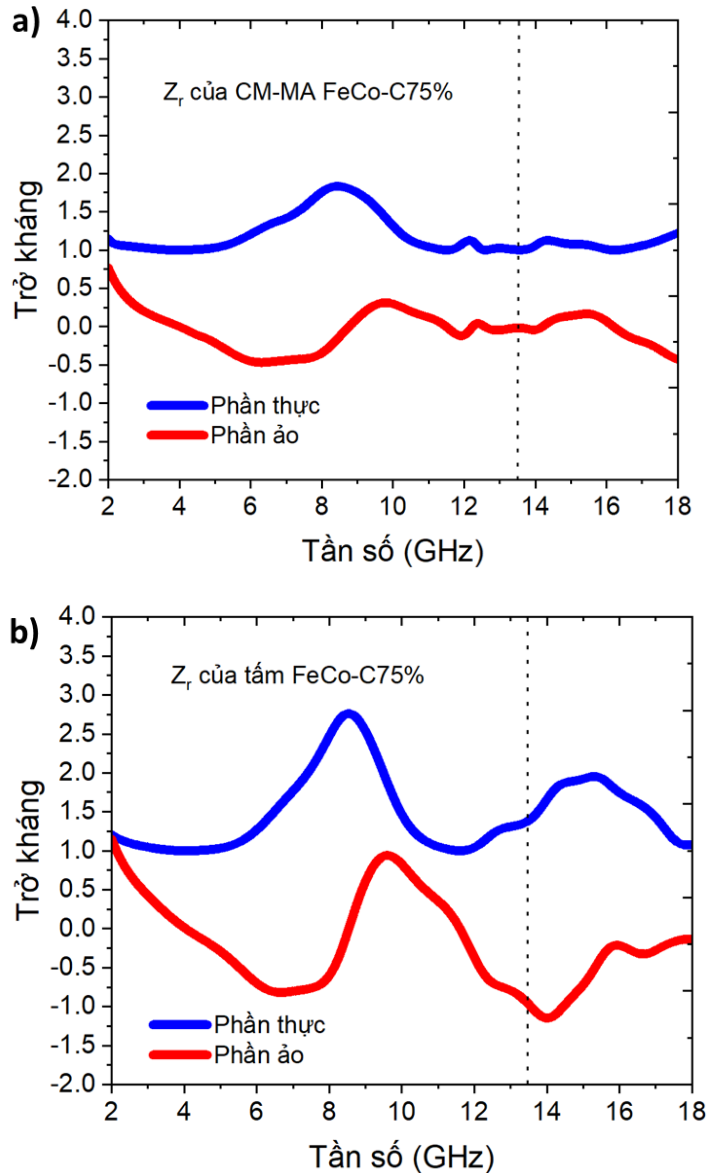 a)
4.0
3.5
3.0
2.5
2.0
1.5
1.0
0.5
0.0
-0.5
-1.0
-1.5
-2.0
Trở kháng
Zr của CM-MA FeCo-C75%
Phần thực
Phần ảo
2 4 6 8 10 12 14 16 18
Tần số (GHz)
b)
4.0
3.5
3.0
2.5
2.0
1.5
1.0
0.5
0.0
-0.5
-1.0
-1.5
-2.0
Trở kháng
Zr của tấm FeCo-C75%
Phần thực
Phần ảo
2 4 6 8 10 12 14 16 18
Tần số (GHz)